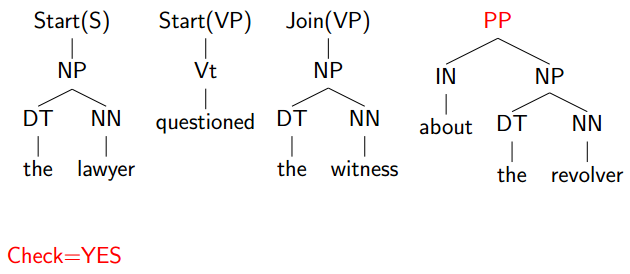 Start(S) Start(VP) Join(VP) PP
NP Vt NP IN NP
DT NN questioned DT NN about DT NN
the lawyer the witness the revolver
Check=YES